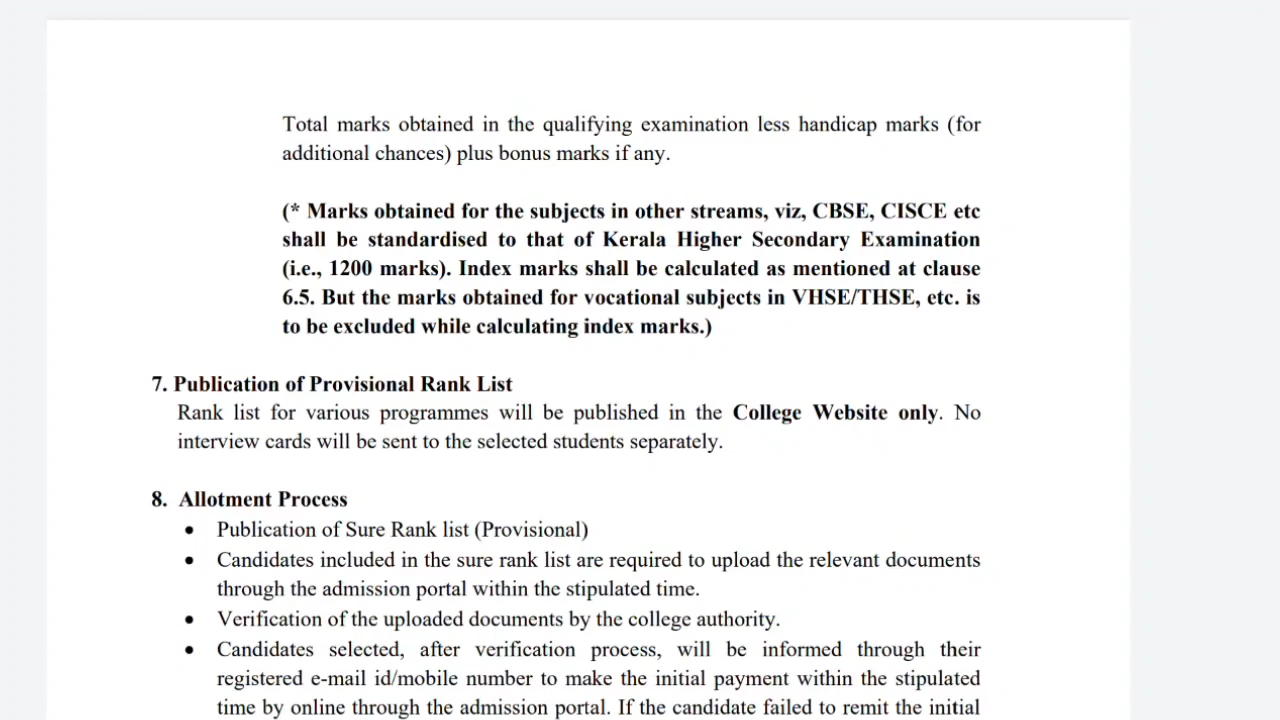 Total marks obtained in the qualifying examination less handicap marks (for
additional chances) plus bonus marks if any.
(* Marks obtained for the subjects in other streams, viz, CBSE, CISCE etc
shall be standardised to that of Kerala Higher Secondary Examination
(i.e., 1200 marks). Index marks shall be calculated as mentioned at clause
6.5. But the marks obtained for vocational subjects in VHSE/THSE, etc. is
to be excluded while calculating index marks.)
7. Publication of Provisional Rank List
Rank list for various programmes will be published in the College Website only. No
interview cards will be sent to the selected students separately.
8. Allotment Process
• Publication of Sure Rank list (Provisional)
• Candidates included in the sure rank list are required to upload the relevant documents
through the admission portal within the stipulated time.
• Verification of the uploaded documents by the college authority.
• Candidates selected, after verification process, will be informed through their
registered e-mail id/mobile number to make the initial payment within the stipulated
time by online through the admission portal. If the candidate failed to remit the initial